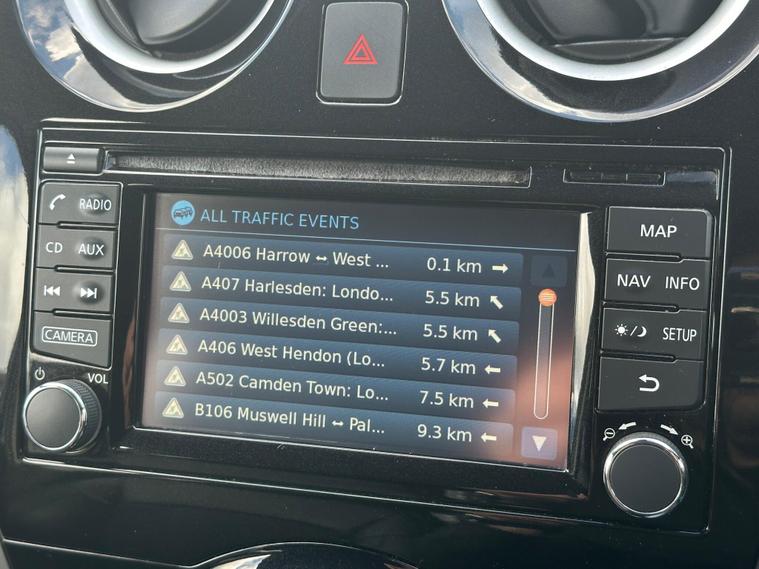 RADIO
CD AUX
CAMERA
VOL
ALL TRAFFIC EVENTS
A4006 Harrow ↔ West ... 0.1 km →
A407 Harlesden: Londo... 5.5 km ↖
A4003 Willesden Green:... 5.5 km ↖
A406 West Hendon (Lo... 5.7 km ←
A502 Camden Town: Lo... 7.5 km ←
B106 Muswell Hill ↔ Pal... 9.3 km ←
MAP
NAV INFO
SETUP